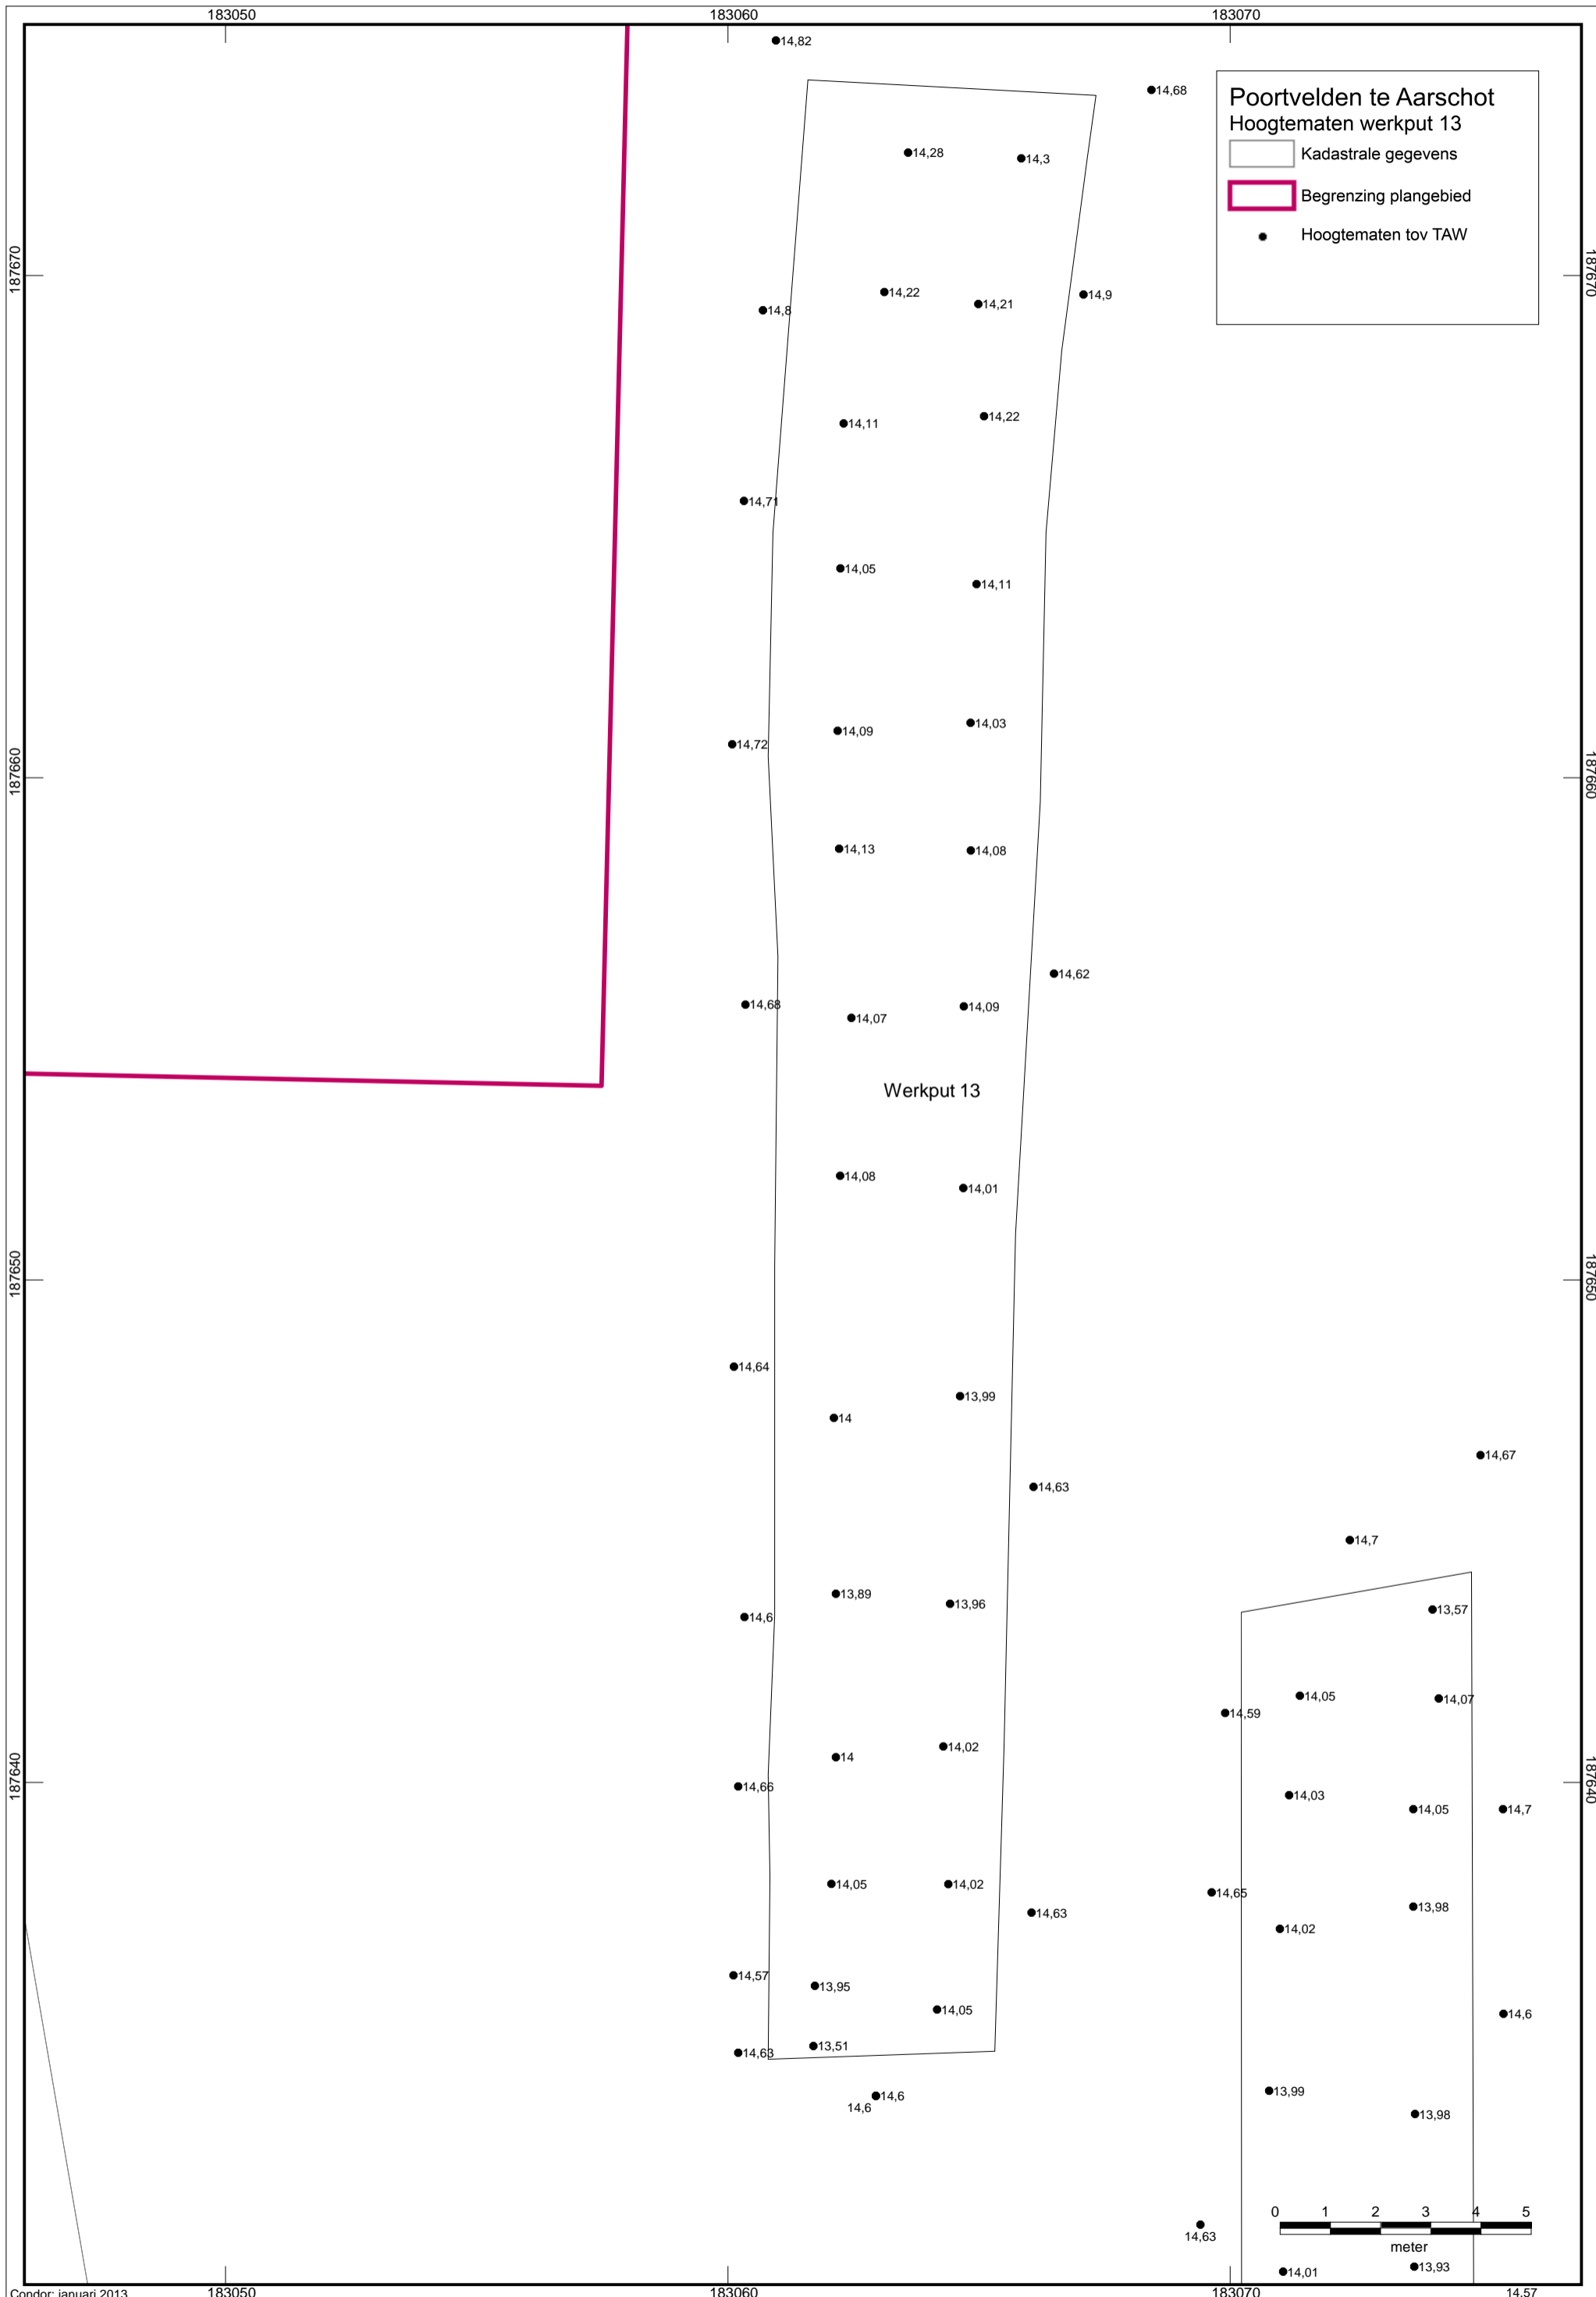 183050 183060 183070
14,82
14,68
Poortvelden te Aarschot
Hoogtematen werkput 13
Kadastrale gegevens
Begrenzing plangebied
Hoogtematen tov TAW
14,28 14,3
187670 187670
14,22 14,21 14,9
14,8
14,11 14,22
14,71
14,05 14,11
14,09 14,03
14,72
187660 187660
14,13 14,08
14,62
14,68 14,07 14,09
Werkput 13
14,08 14,01
187650 187650
14,64
14 13,99
14,67
14,63
14,7
13,89 13,96
14,6 13,57
14,05 14,07
14,59
14 14,02
187640 187640
14,66 14,03 14,05 14,7
14,05 14,02
14,65
14,63 13,98
14,02
14,57 13,95
14,05 14,6
14,63 13,51
14,6 13,99
14,6
13,98
0 1 2 3 4 5
14,63
meter
14,01 13,93
Condor: januari 2013 183050 183060 183070 14,57